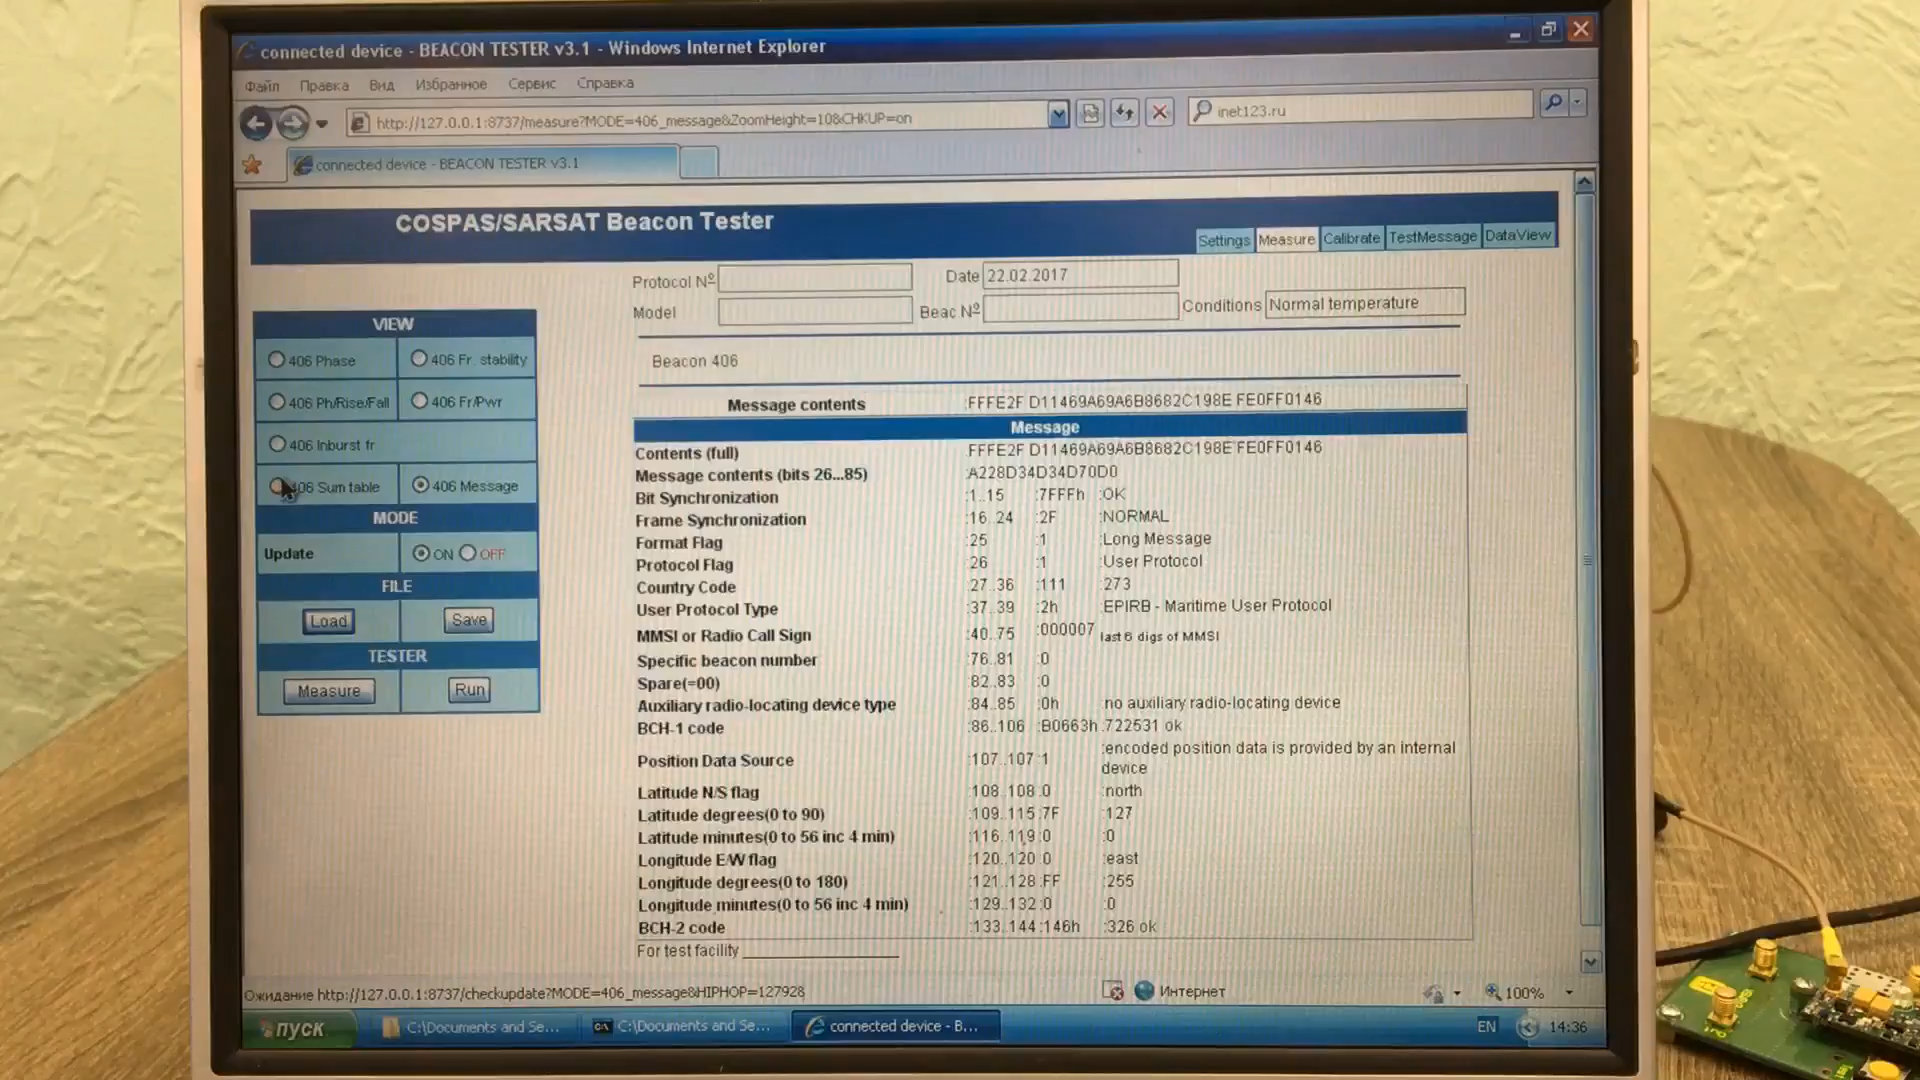 connected device - BEACON TESTER v3.1 - Windows Internet Explorer
Файл Правка Вид Избранное Сервис Справка
http://127.0.0.1:8737/measure?MODE=406_message&ZoomHeight=10&CHKUP=on
inet123.ru
connected device - BEACON TESTER v3.1
COSPAS/SARSAT Beacon Tester
Settings Measure Calibrate TestMessage DataView
Protocol Nº Date 22.02.2017
Model Beac Nº Conditions Normal temperature
VIEW
406 Phase 406 Fr. stability
406 Ph/Rise/Fall 406 Fr/Pwr
406 Inburst fr
406 Sum table 406 Message
MODE
Update ON OFF
FILE
Load Save
TESTER
Measure Run
Beacon 406
Message contents :FFFE2F D11469A69A6B8682C198E FE0FF0146
Message
Contents (full) :FFFE2F D11469A69A6B8682C198E FE0FF0146
Message contents (bits 26...85) :A228D34D34D70D0
Bit Synchronization :1..15 :7FFFh :OK
Frame Synchronization :16..24 :2F :NORMAL
Format Flag :25 :1 :Long Message
Protocol Flag :26 :1 :User Protocol
Country Code :27..36 :111 :273
User Protocol Type :37..39 :2h :EPIRB - Maritime User Protocol
MMSI or Radio Call Sign :40..75 :000007 last 6 digs of MMSI
Specific beacon number :76..81 :0
Spare(=00) :82..83 :0
Auxiliary radio-locating device type :84..85 :0h :no auxiliary radio-locating device
BCH-1 code :86..106 :B0663h :722531 ok
Position Data Source :107..107 :1 :encoded position data is provided by an internal
device
Latitude N/S flag :108..108 :0 :north
Latitude degrees(0 to 90) :109..115 :7F :127
Latitude minutes(0 to 56 inc 4 min) :116..119 :0 :0
Longitude E/W flag :120..120 :0 :east
Longitude degrees(0 to 180) :121..128 :FF :255
Longitude minutes(0 to 56 inc 4 min) :129..132 :0 :0
BCH-2 code :133..144 :146h :326 ok
For test facility
Ожидание http://127.0.0.1:8737/checkupdate?MODE=406_message&HIPHOP=127928
Интернет 100%
пуск C:\Documents and Se... C:\Documents and Se... connected device - B... EN 14:36